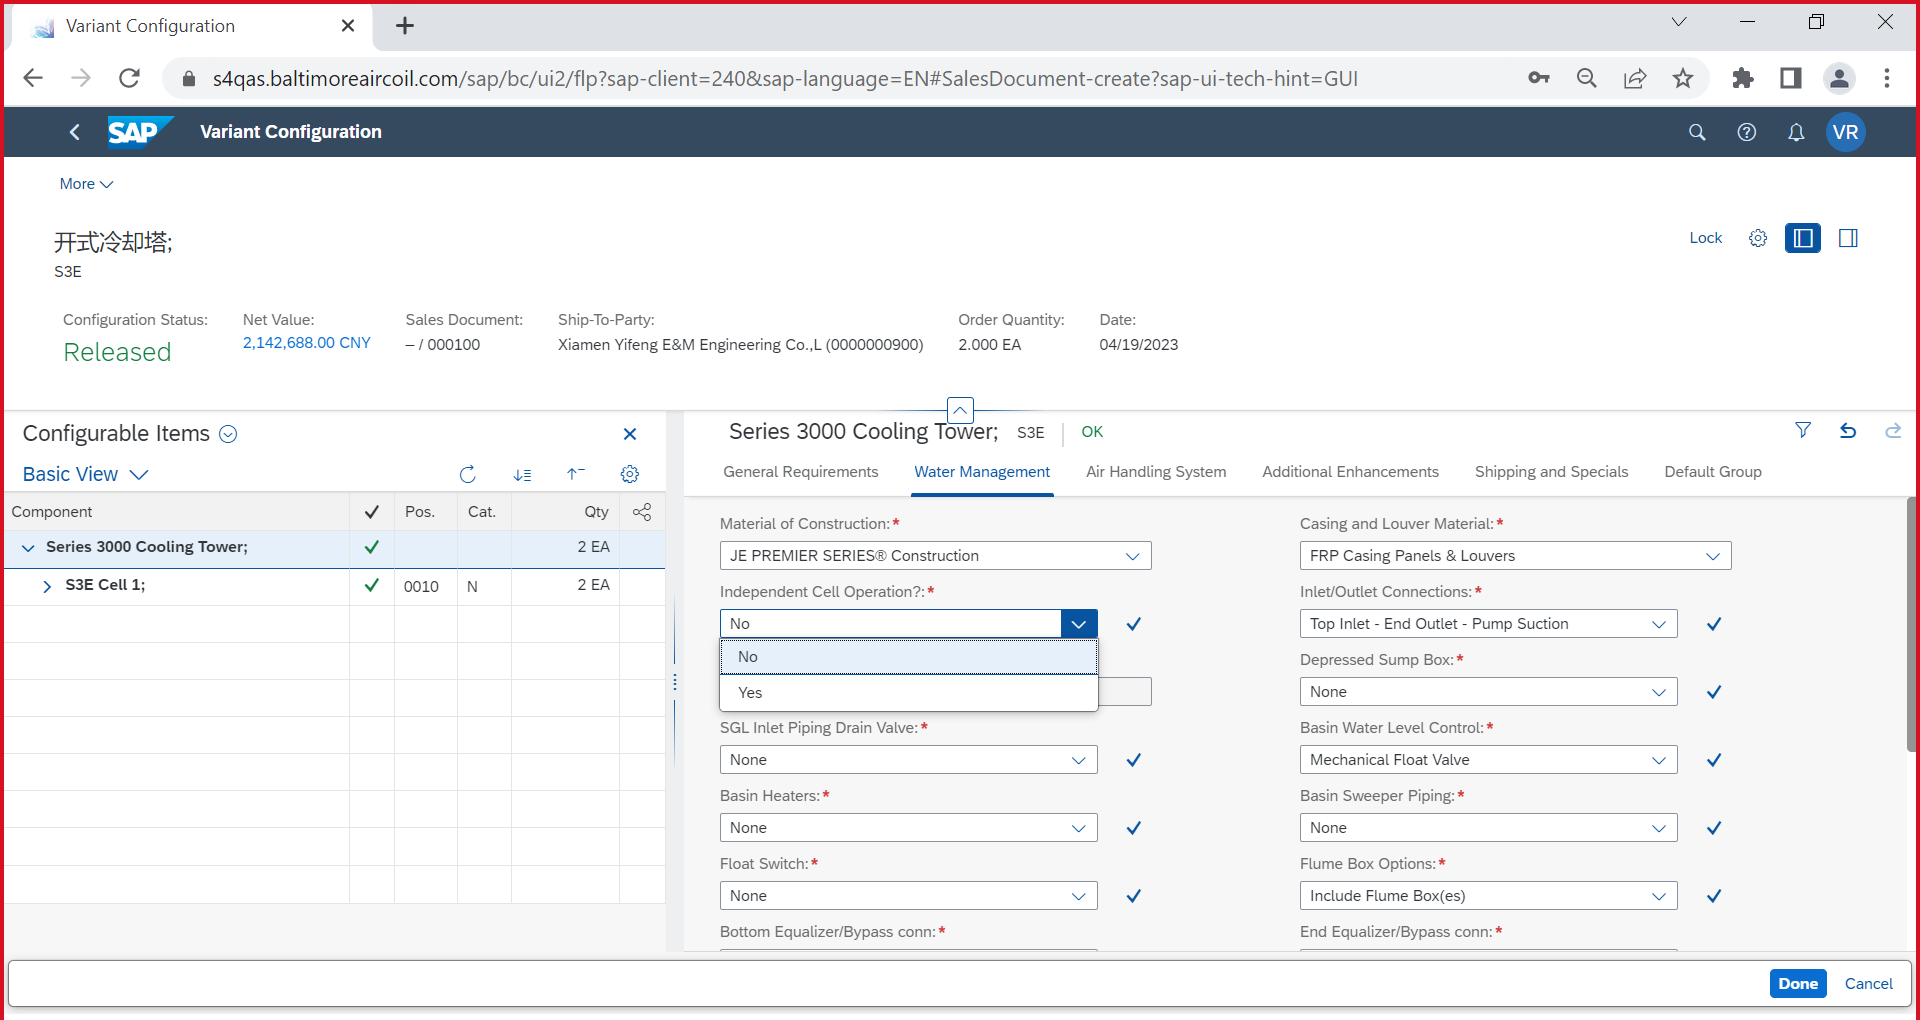 Variant Configuration
s4qas.baltimoreaircoil.com/sap/bc/ui2/flp?sap-client=240&sap-language=EN#SalesDocument-create?sap-ui-tech-hint=GUI
SAP Variant Configuration VR
More
开式冷却塔;
S3E
Lock
Configuration Status: Net Value: Sales Document: Ship-To-Party: Order Quantity: Date:
Released 2,142,688.00 CNY – / 000100 Xiamen Yifeng E&M Engineering Co.,L (0000000900) 2.000 EA 04/19/2023
Configurable Items
Basic View
Component Pos. Cat. Qty
Series 3000 Cooling Tower; 2 EA
S3E Cell 1; 0010 N 2 EA
Series 3000 Cooling Tower; S3E OK
General Requirements Water Management Air Handling System Additional Enhancements Shipping and Specials Default Group
Material of Construction:* Casing and Louver Material:*
JE PREMIER SERIES® Construction FRP Casing Panels & Louvers
Independent Cell Operation?:* Inlet/Outlet Connections:*
No Top Inlet - End Outlet - Pump Suction
No Depressed Sump Box:*
Yes None
SGL Inlet Piping Drain Valve:* Basin Water Level Control:*
None Mechanical Float Valve
Basin Heaters:* Basin Sweeper Piping:*
None None
Float Switch:* Flume Box Options:*
None Include Flume Box(es)
Bottom Equalizer/Bypass conn:* End Equalizer/Bypass conn:*
Done Cancel